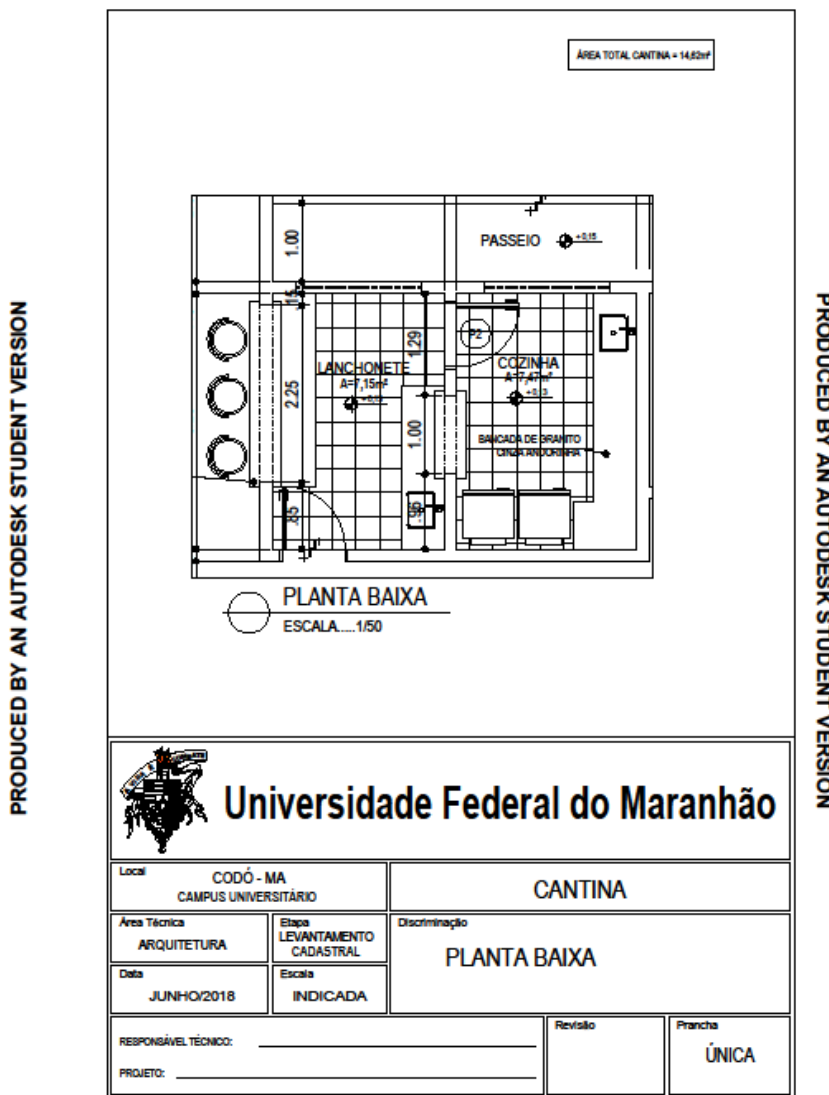 ÁREA TOTAL CANTINA = 14,62m²
PRODUCED BY AN AUTODESK STUDENT VERSION
PRODUCED BY AN AUTODESK STUDENT VERSION
1.00
PASSEIO
+0,15
.15
2.25
1.29
P2
LANCHONETE
A=7,15m²
COZINHA
A=7,47m²
1.00
BANCADA DE GRANITO
CINZA ANDORINHA
.85
.96
PLANTA BAIXA
ESCALA.....1/50
Universidade Federal do Maranhão
Local
CODÓ - MA
CAMPUS UNIVERSITÁRIO
CANTINA
Área Técnica
ARQUITETURA
Etapa
LEVANTAMENTO
CADASTRAL
Discriminação
PLANTA BAIXA
Data
JUNHO/2018
Escala
INDICADA
RESPONSÁVEL TÉCNICO:
PROJETO:
Revisão
Prancha
ÚNICA